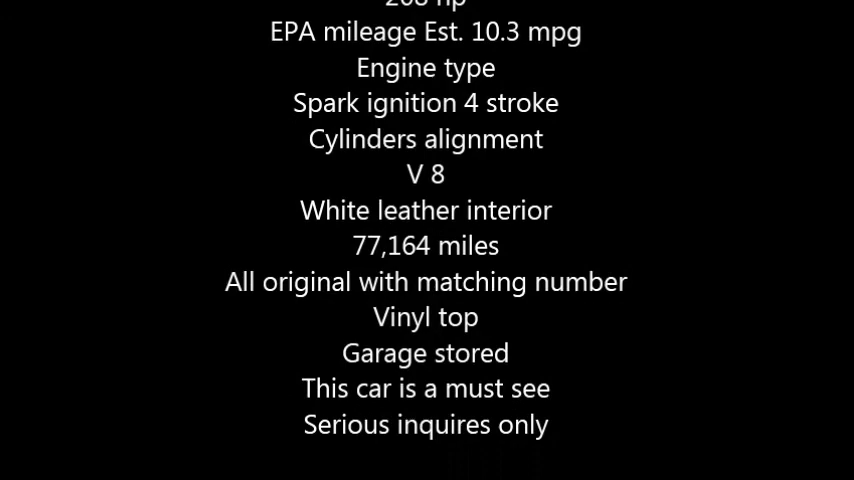 EPA mileage Est. 10.3 mpg
Engine type
Spark ignition 4 stroke
Cylinders alignment
V 8
White leather interior
77,164 miles
All original with matching number
Vinyl top
Garage stored
This car is a must see
Serious inquires only